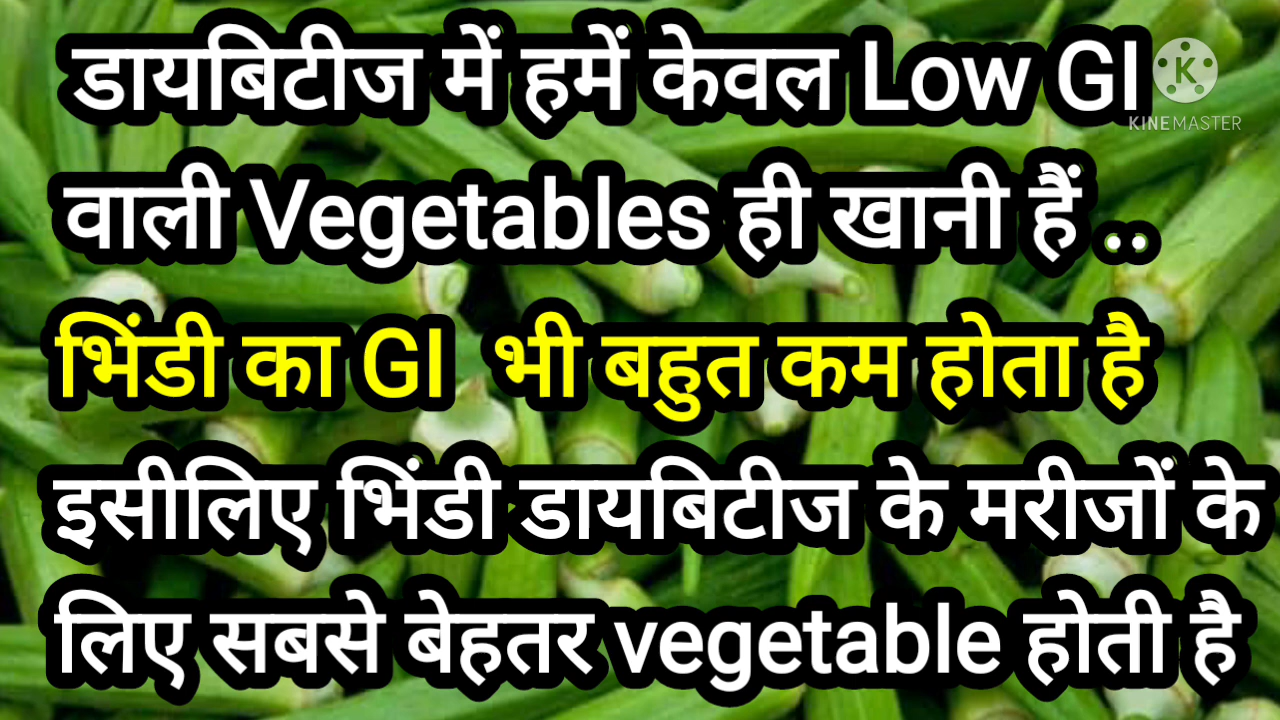 डायबिटीज में हमें केवल Low GI
वाली Vegetables ही खानी हैं ..
भिंडी का GI भी बहुत कम होता है
इसीलिए भिंडी डायबिटीज के मरीजों के
लिए सबसे बेहतर vegetable होती है
K
KINEMASTER